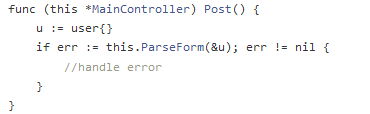 func (this *MainController) Post() {
    u := user{}
    if err := this.ParseForm(&u); err != nil {
        //handle error
    }
}